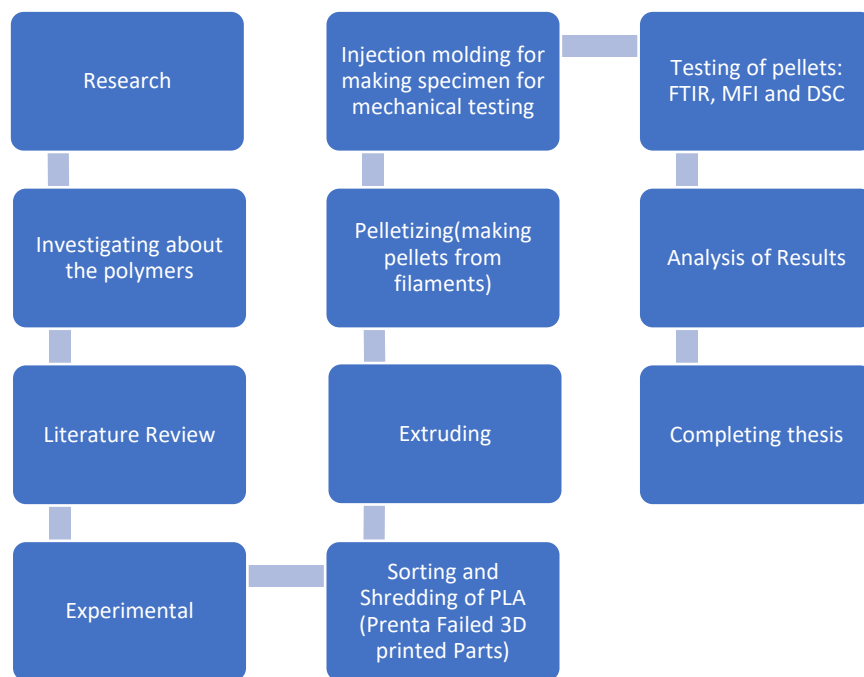 Research
Investigating about
the polymers
Literature Review
Experimental
Sorting and
Shredding of PLA
(Prenta Failed 3D
printed Parts)
Extruding
Pelletizing(making
pellets from
filaments)
Injection molding for
making specimen for
mechanical testing
Testing of pellets:
FTIR, MFI and DSC
Analysis of Results
Completing thesis